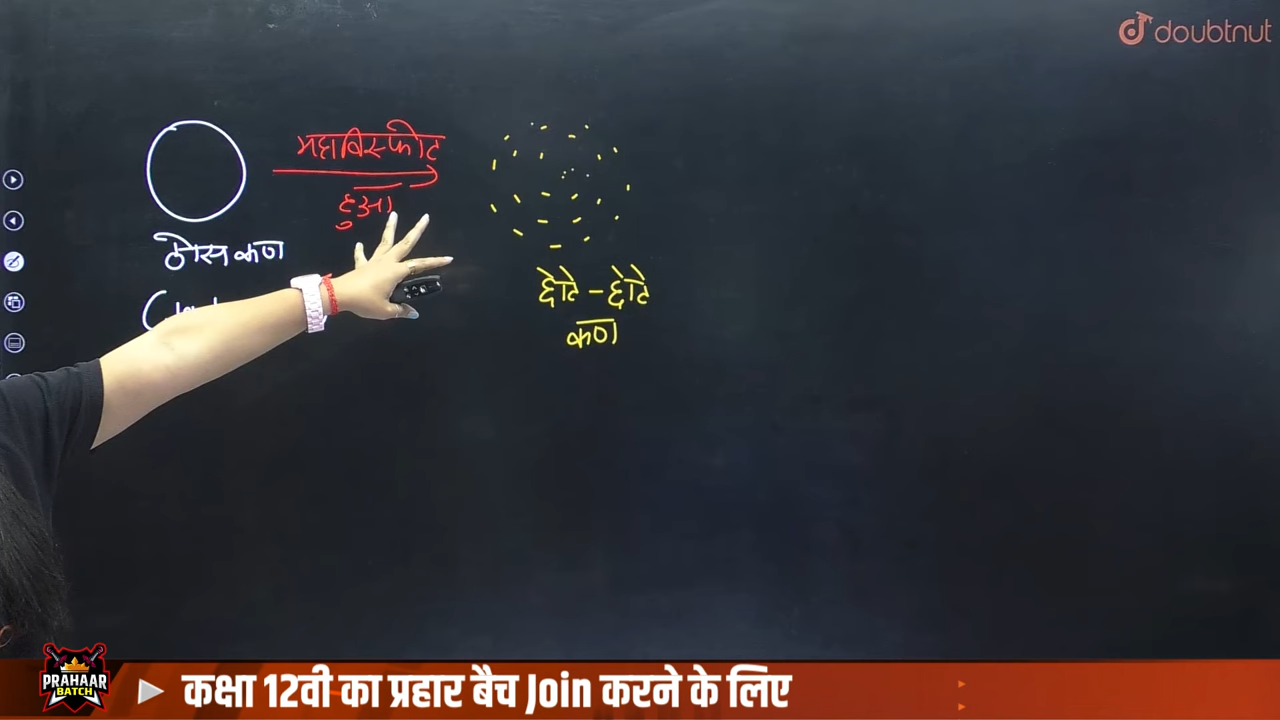 doubtnut
महाविस्फोट
हुआ
ठोस कण
छोटे - छोटे
कण
PRAHAAR
BATCH
कक्षा 12वी का प्रहार बैच Join करने के लिए